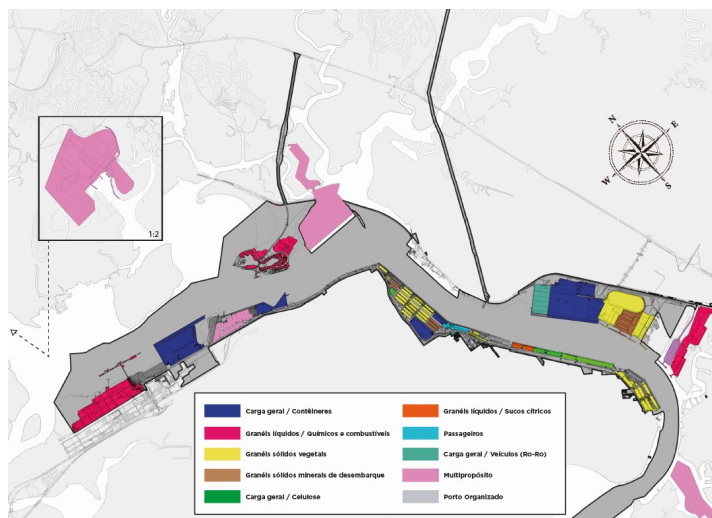 N
E
W
S
1:2
Carga geral / Contêineres
Granéis líquidos / Químicos e combustíveis
Granéis sólidos vegetais
Granéis sólidos minerais de desembarque
Carga geral / Celulose
Granéis líquidos / Sucos cítricos
Passageiros
Carga geral / Veículos (Ro-Ro)
Multipropósito
Porto Organizado